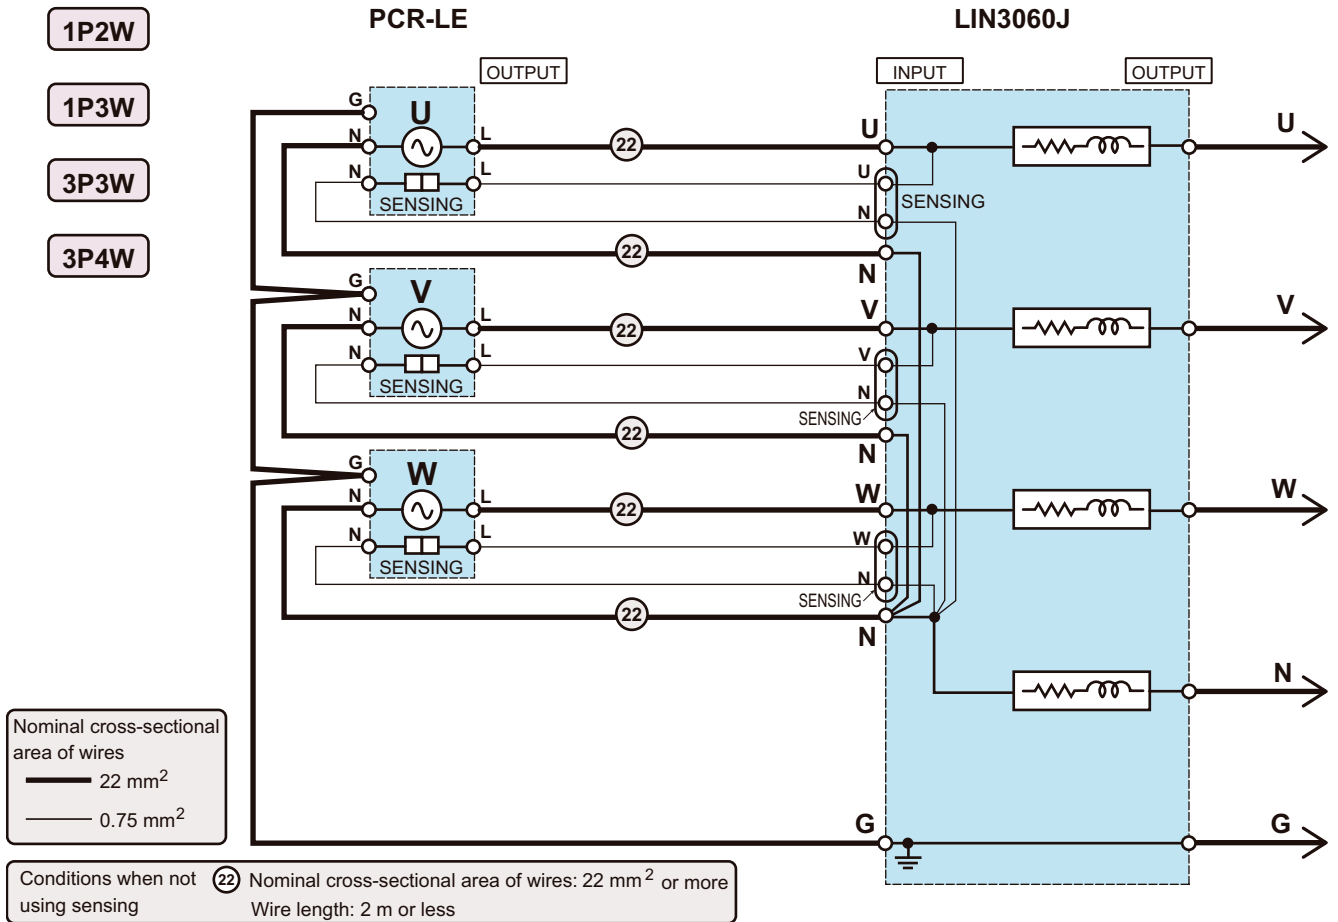 1P2W
1P3W
3P3W
3P4W
PCR-LE
LIN3060J
OUTPUT
INPUT
OUTPUT
G
U
N
L
22
U
U
N
L
U
SENSING
SENSING
N
22
N
G
V
N
L
22
V
V
N
L
V
SENSING
N
SENSING
22
N
G
W
N
L
22
W
W
N
L
W
SENSING
N
SENSING
22
N
N
G
G
Nominal cross-sectional
area of wires
22 mm²
0.75 mm²
Conditions when not
using sensing
22 Nominal cross-sectional area of wires: 22 mm² or more
Wire length: 2 m or less